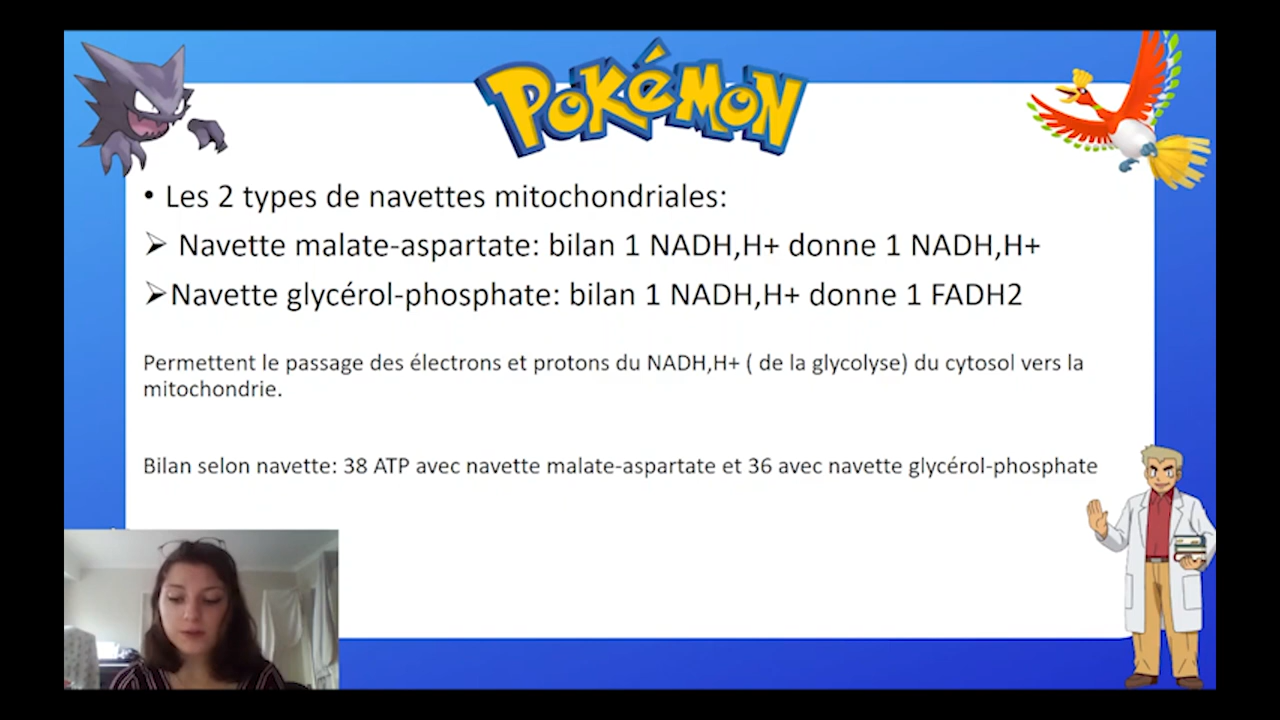 POKéMON
• Les 2 types de navettes mitochondriales:
➢ Navette malate-aspartate: bilan 1 NADH,H+ donne 1 NADH,H+
➢Navette glycérol-phosphate: bilan 1 NADH,H+ donne 1 FADH2
Permettent le passage des électrons et protons du NADH,H+ ( de la glycolyse) du cytosol vers la
mitochondrie.
Bilan selon navette: 38 ATP avec navette malate-aspartate et 36 avec navette glycérol-phosphate